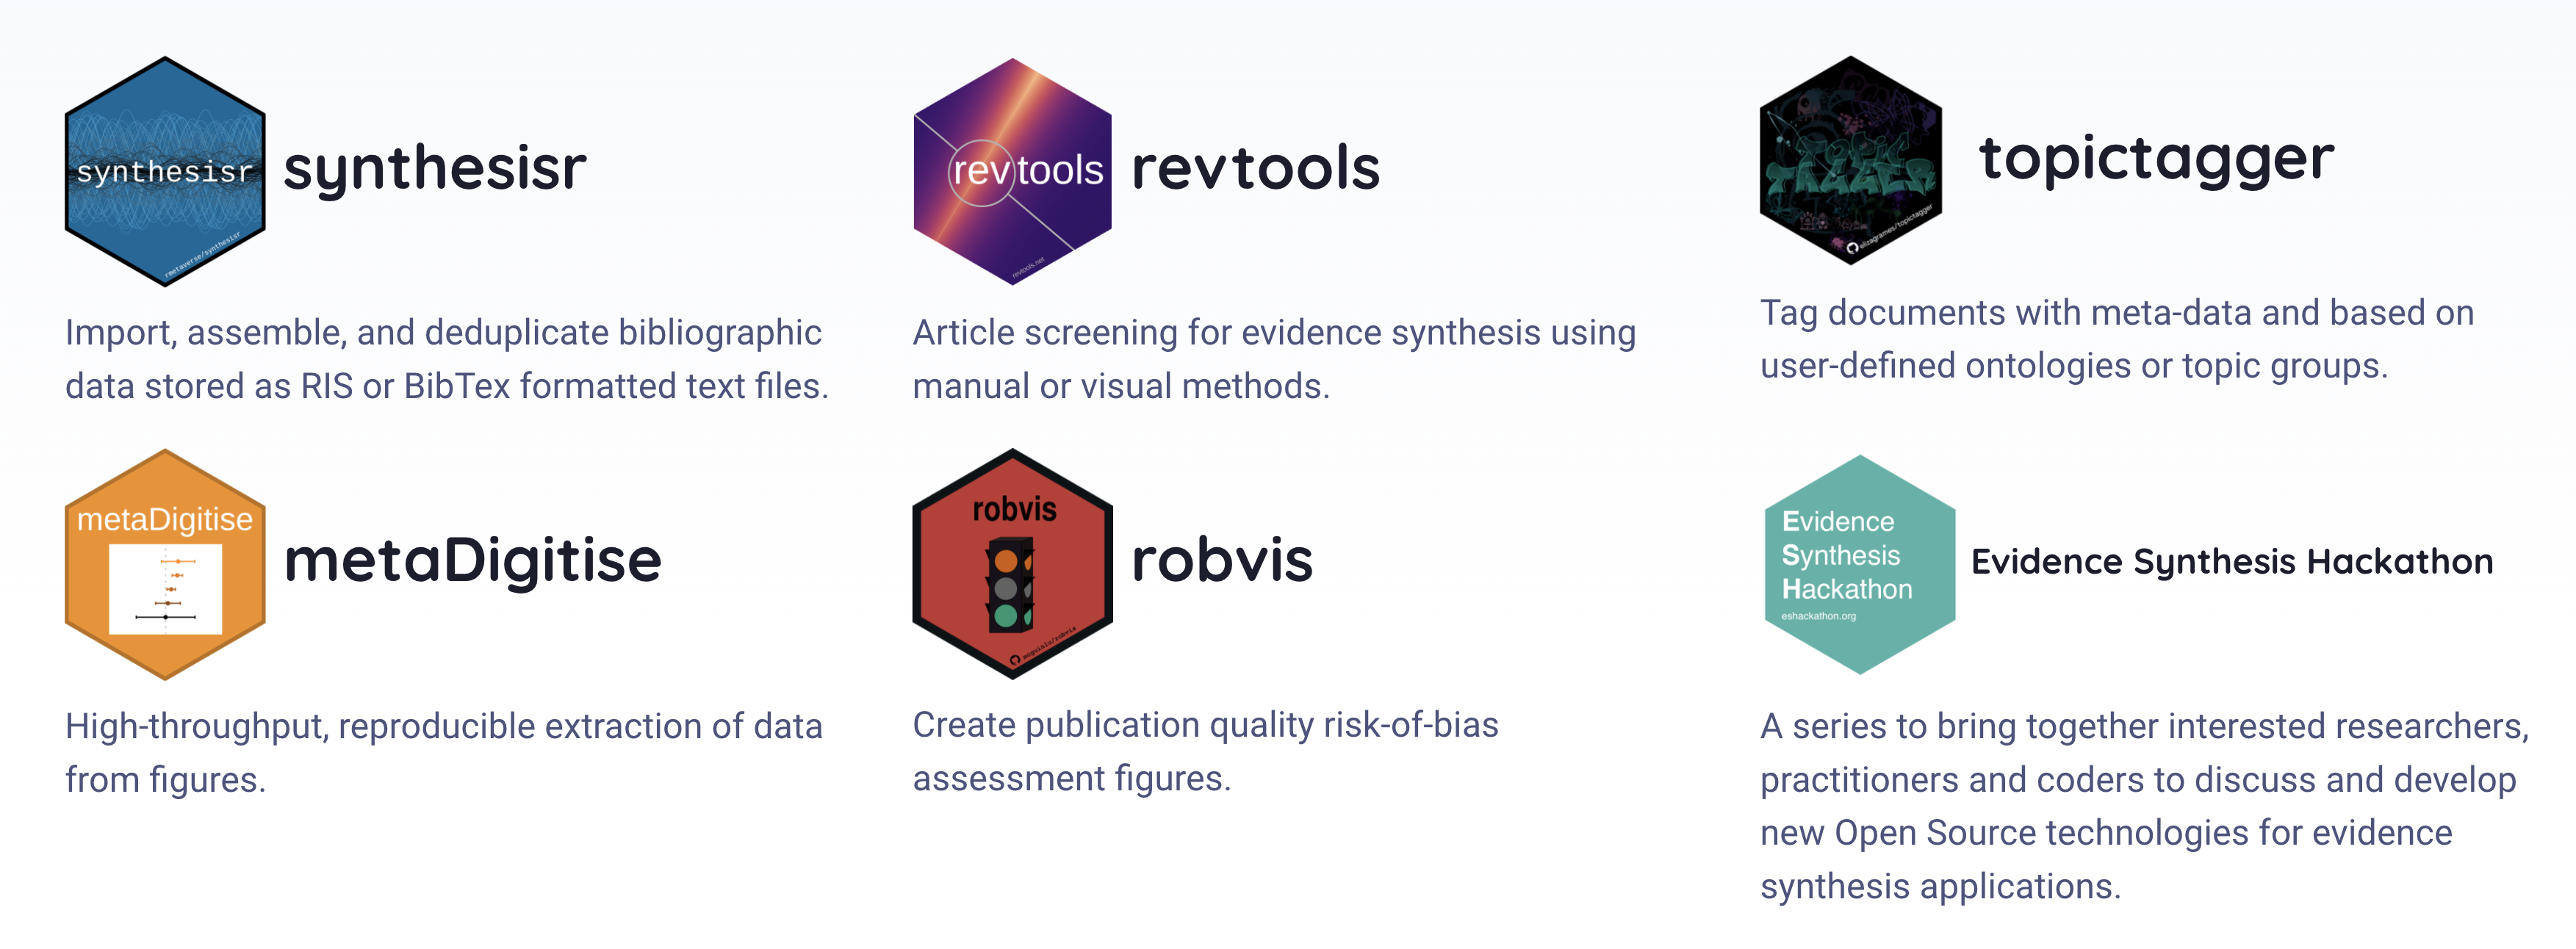 synthesisr
rmetaverse/synthesisr
synthesisr
Import, assemble, and deduplicate bibliographic
data stored as RIS or BibTex formatted text files.
revtools
revtools.net
revtools
Article screening for evidence synthesis using
manual or visual methods.
TOPIC
TAGGER
elizagrames/topictagger
topictagger
Tag documents with meta-data and based on
user-defined ontologies or topic groups.
metaDigitise
metaDigitise
High-throughput, reproducible extraction of data
from figures.
robvis
mcguinlu/robvis
robvis
Create publication quality risk-of-bias
assessment figures.
Evidence
Synthesis
Hackathon
eshackathon.org
Evidence Synthesis Hackathon
A series to bring together interested researchers,
practitioners and coders to discuss and develop
new Open Source technologies for evidence
synthesis applications.